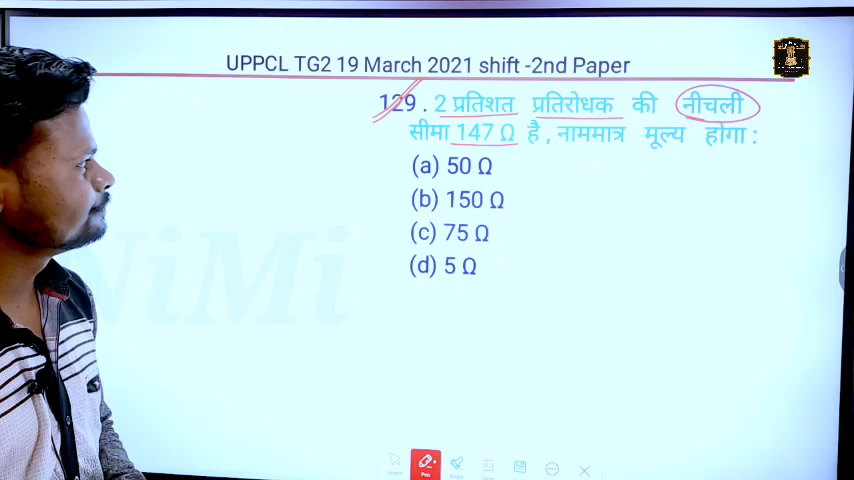 UPPCL TG2 19 March 2021 shift -2nd Paper
129 . 2 प्रतिशत प्रतिरोधक की नीचली
सीमा 147 Ω है , नाममात्र मूल्य होगा :
(a) 50 Ω
(b) 150 Ω
(c) 75 Ω
(d) 5 Ω
NiMi